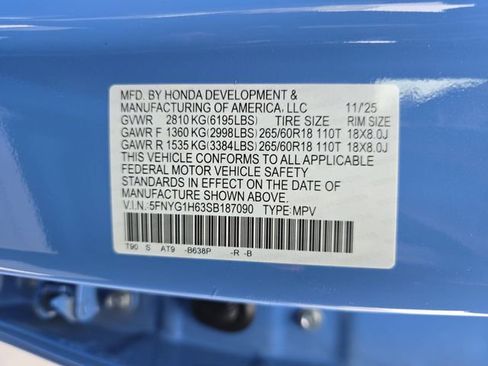 MFD. BY HONDA DEVELOPMENT &
MANUFACTURING OF AMERICA, LLC 11/'25
GVWR 2810 KG(6195LBS) TIRE SIZE RIM SIZE
GAWR F 1360 KG(2998LBS) 265/60R18 110T 18X8.0J
GAWR R 1535 KG(3384LBS) 265/60R18 110T 18X8.0J
THIS VEHICLE CONFORMS TO ALL APPLICABLE
FEDERAL MOTOR VEHICLE SAFETY
STANDARDS IN EFFECT ON THE DATE OF
MANUFACTURE SHOWN ABOVE.
V.I.N. 5FNYG1H63SB187090 TYPE: MPV
T90 S AT9 -B638P -R -B